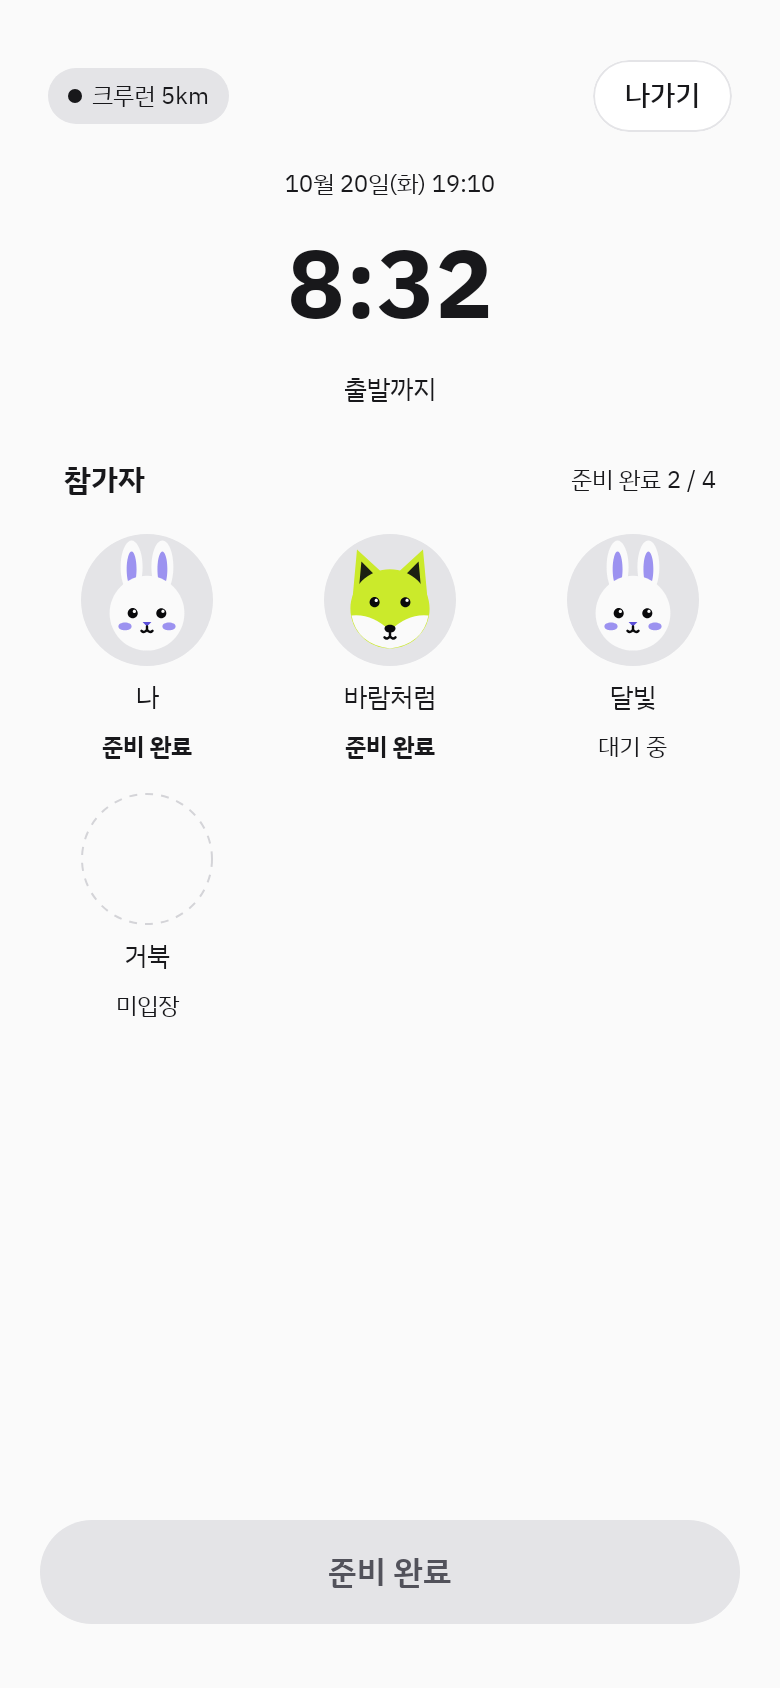 크루런 5km
나가기
10월 20일(화) 19:10
8:32
출발까지
참가자
준비 완료 2 / 4
나
바람처럼
달빛
준비 완료
준비 완료
대기 중
거북
미입장
준비 완료